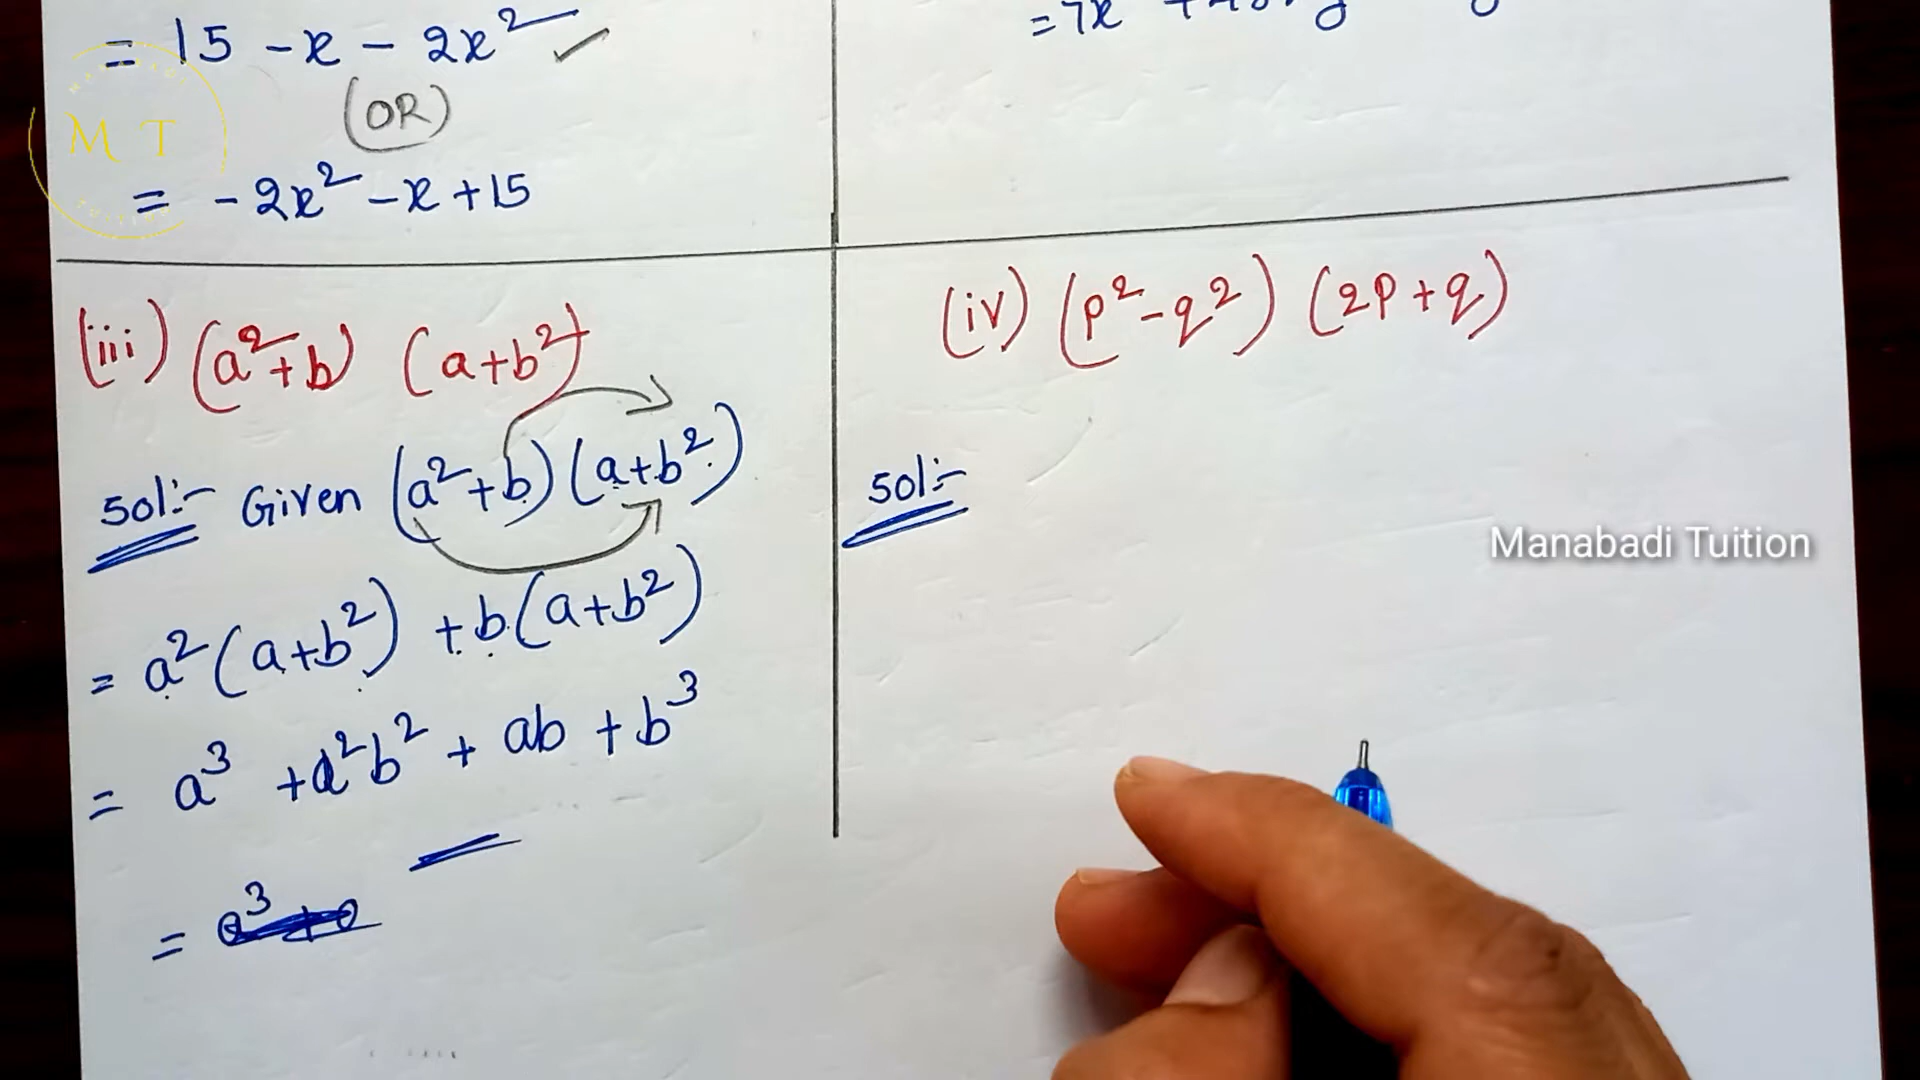 = 15 - x - 2x²
(OR)
= - 2x² - x + 15
= 7x
M T
(iii) (a² + b) (a + b²)
Sol:- Given (a² + b) (a + b²)
= a² (a + b²) + b (a + b²)
= a³ + a²b² + ab + b³
=
(iv) (p² - q²) (2p + q)
Sol:-
Manabadi Tuition